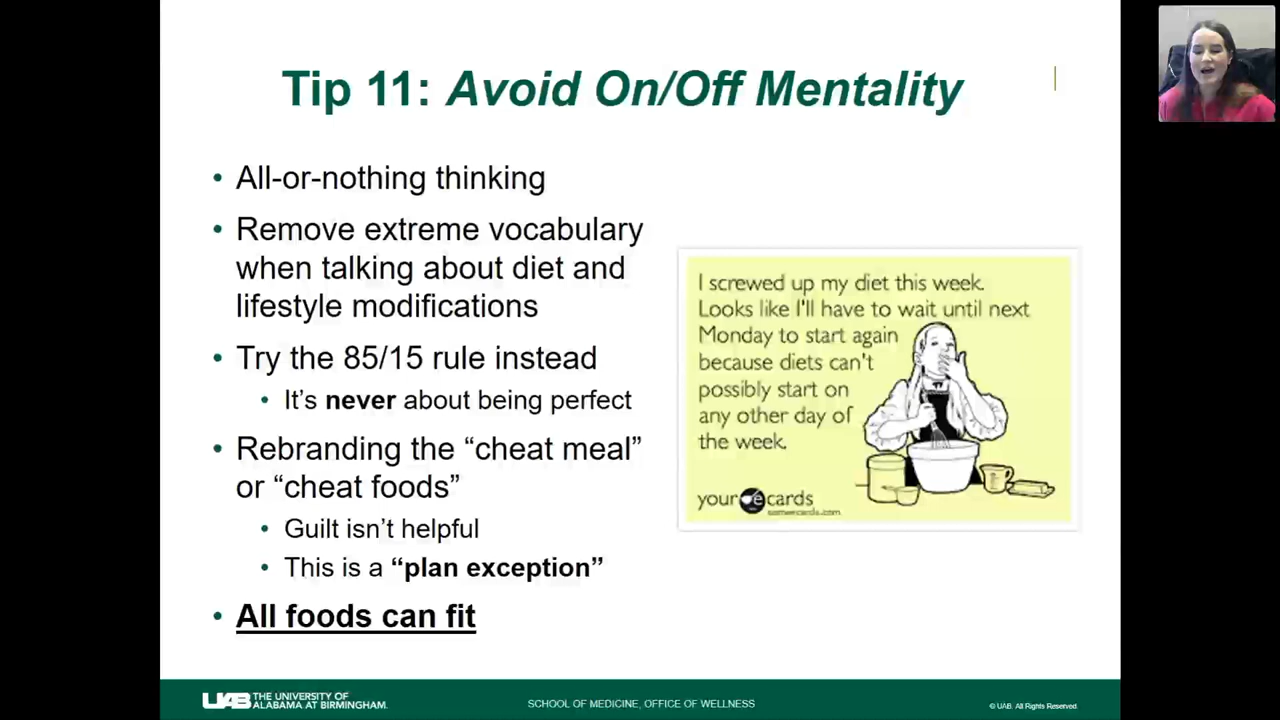 Tip 11: Avoid On/Off Mentality
• All-or-nothing thinking
• Remove extreme vocabulary
when talking about diet and
lifestyle modifications
• Try the 85/15 rule instead
• It's never about being perfect
• Rebranding the “cheat meal”
or “cheat foods”
• Guilt isn't helpful
• This is a “plan exception”
• All foods can fit
I screwed up my diet this week.
Looks like I'll have to wait until next
Monday to start again
because diets can't
possibly start on
any other day of
the week.
your e cards
someecards.com
UAB THE UNIVERSITY OF
ALABAMA AT BIRMINGHAM.
SCHOOL OF MEDICINE, OFFICE OF WELLNESS
© UAB. All Rights Reserved.